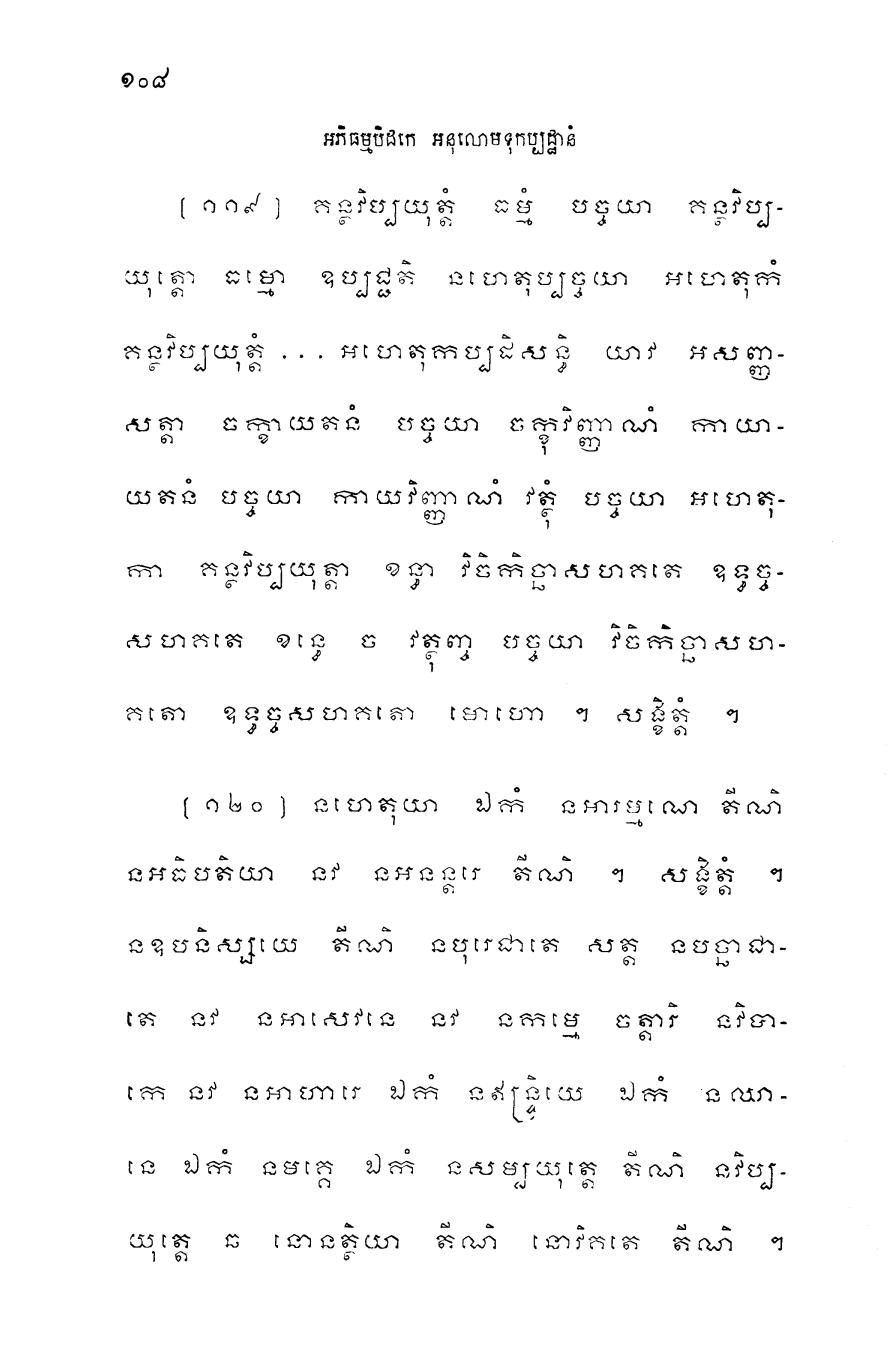 ១០៨
អភិធម្មបិដកេ អនុលោមទុកប្បដ្ឋានំ
[១១៩] គន្ថវិប្បយុត្តំ ធម្មំ បច្ចយា គន្ថវិប្ប-
យុត្តោ ធម្មោ ឧប្បជ្ជតិ នហេតុប្បច្ចយា អហេតុកំ
គន្ថវិប្បយុត្តំ ... អហេតុកប្បដិសន្ធិ យាវ អសញ្ញ-
សត្តា ចក្ខាយតនំ បច្ចយា ចក្ខុវិញ្ញាណំ កាយា-
យតនំ បច្ចយា កាយវិញ្ញាណំ វត្ថុំ បច្ចយា អហេតុ-
កា គន្ថវិប្បយុត្តា ខន្ធា វិចិកិច្ឆាសហគតេ ឧទ្ធច្ច-
សហគតេ ខន្ធេ ច វត្ថុញ្ច បច្ចយា វិចិកិច្ឆាសហ-
គតោ ឧទ្ធច្ចសហគតោ មោហោ ។ សង្ខិត្តំ ។
[១២០] នហេតុយា ឯកំ នអារម្មណេ តីណិ
នអធិបតិយា នវ នអនន្តរេ តីណិ ។ សង្ខិត្តំ ។
នឧបនិស្សយេ តីណិ នបុរេជាតេ សត្ត នបច្ឆាជា-
តេ នវ នអាសេវនេ នវ នកម្មេ ចត្តារិ នវិបា-
កេ នវ នអាហារេ ឯកំ នឥន្ទ្រិយេ ឯកំ នឈា-
នេ ឯកំ នមគ្គេ ឯកំ នសម្បយុត្តេ តីណិ នវិប្ប-
យុត្តេ ឆ នោនត្ថិយា តីណិ នោវិគតេ តីណិ ។